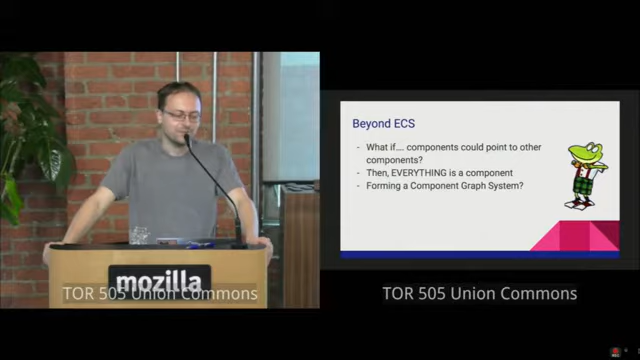 Beyond ECS
- What if.... components could point to other
components?
- Then, EVERYTHING is a component
- Forming a Component Graph System?
mozilla
TOR 505 Union Commons
TOR 505 Union Commons